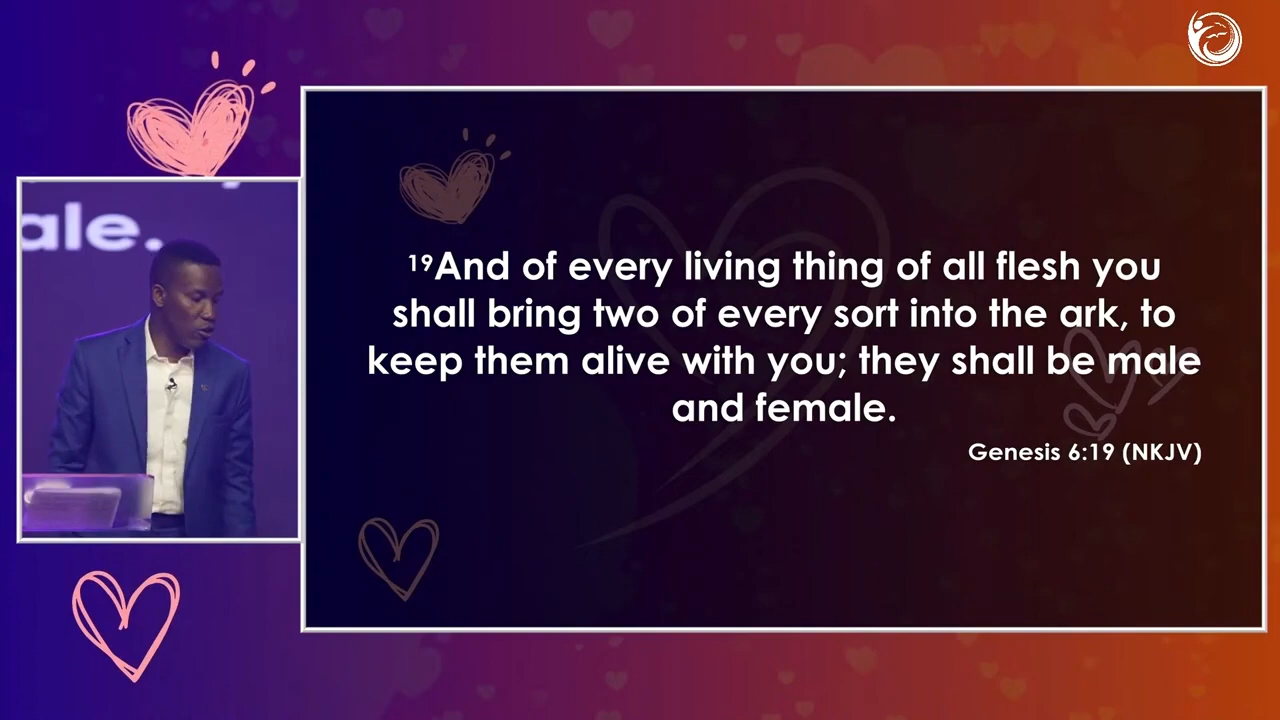 ale.
¹⁹And of every living thing of all flesh you
shall bring two of every sort into the ark, to
keep them alive with you; they shall be male
and female.
Genesis 6:19 (NKJV)